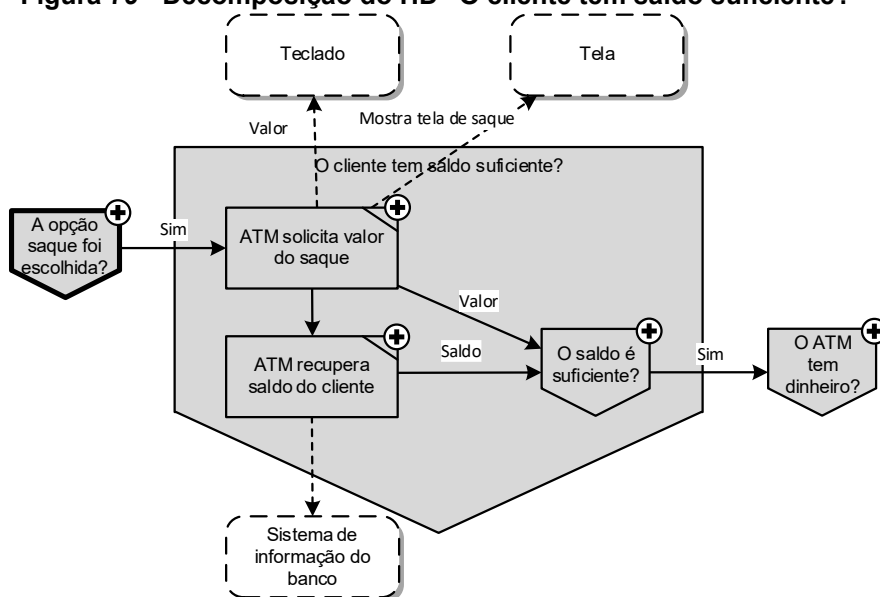 Teclado
Tela
Valor
Mostra tela de saque
O cliente tem saldo suficiente?
A opção
saque foi
escolhida?
Sim
ATM solicita valor
do saque
Valor
ATM recupera
saldo do cliente
Saldo
O saldo é
suficiente?
Sim
O ATM
tem
dinheiro?
Sistema de
informação do
banco